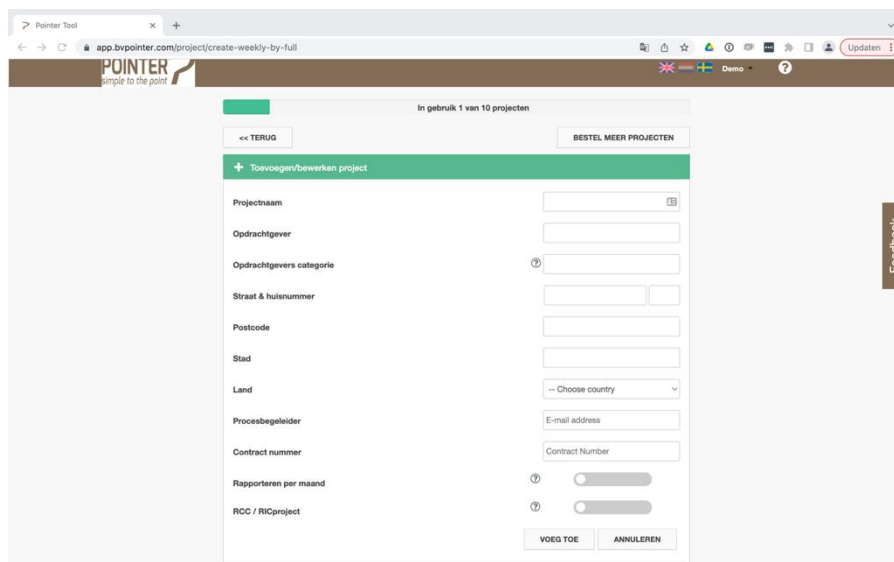 Pointer Tool
app.bvpointer.com/project/create-weekly-by-full
Updaten
POINTER
simple to the point
Demo
In gebruik 1 van 10 projecten
<< TERUG
BESTEL MEER PROJECTEN
Toevoegen/bewerken project
Projectnaam
Opdrachtgever
Opdrachtgevers categorie
Straat & huisnummer
Postcode
Stad
Land
-- Choose country
Procesbegeleider
E-mail address
Contract nummer
Contract Number
Rapporteren per maand
RCC / RICproject
VOEG TOE
ANNULEREN
Feedback